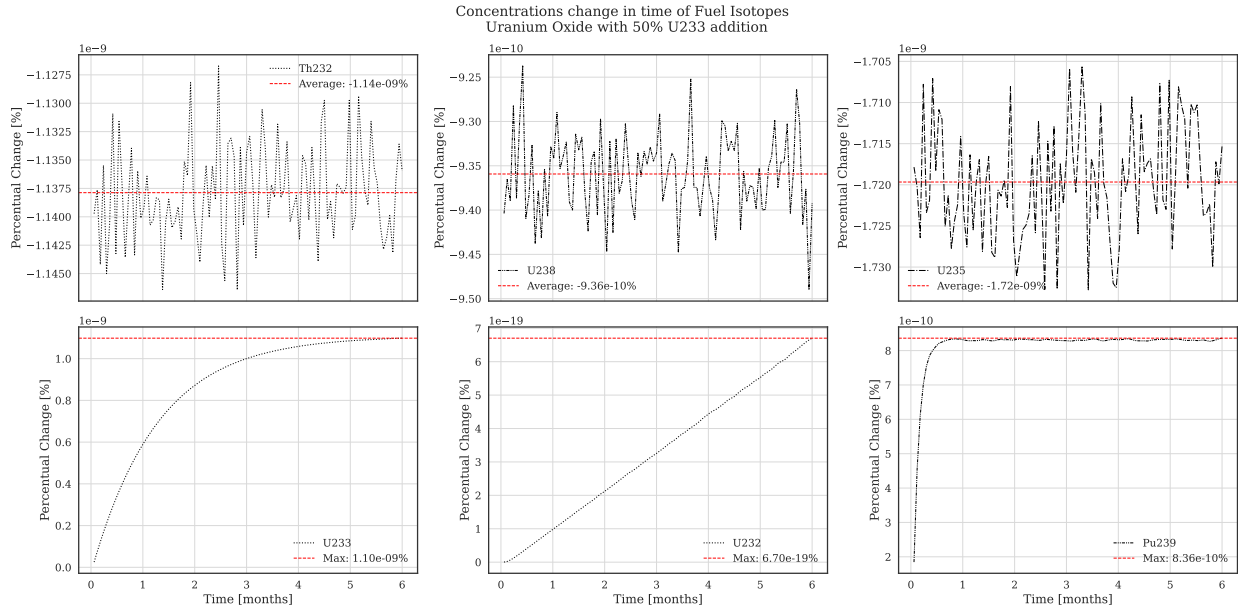 Concentrations change in time of Fuel Isotopes
Uranium Oxide with 50% U233 addition
1e−9
Percentual Change [%]
−1.1275
−1.1300
−1.1325
−1.1350
−1.1375
−1.1400
−1.1425
−1.1450
Th232
Average: -1.14e-09%
1e−10
Percentual Change [%]
−9.25
−9.30
−9.35
−9.40
−9.45
−9.50
U238
Average: -9.36e-10%
1e−9
Percentual Change [%]
−1.705
−1.710
−1.715
−1.720
−1.725
−1.730
U235
Average: -1.72e-09%
1e−9
Percentual Change [%]
1.0
0.8
0.6
0.4
0.2
0.0
U233
Max: 1.10e-09%
0 1 2 3 4 5 6
Time [months]
1e−19
Percentual Change [%]
7
6
5
4
3
2
1
0
U232
Max: 6.70e-19%
0 1 2 3 4 5 6
Time [months]
1e−10
Percentual Change [%]
8
7
6
5
4
3
2
Pu239
Max: 8.36e-10%
0 1 2 3 4 5 6
Time [months]